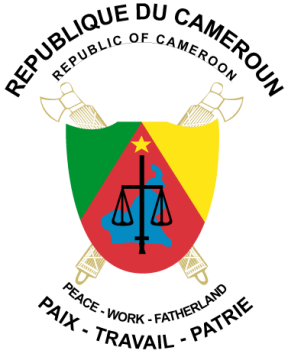 REPUBLIQUE DU CAMEROUN
REPUBLIC OF CAMEROON
PEACE - WORK - FATHERLAND
PAIX - TRAVAIL - PATRIE